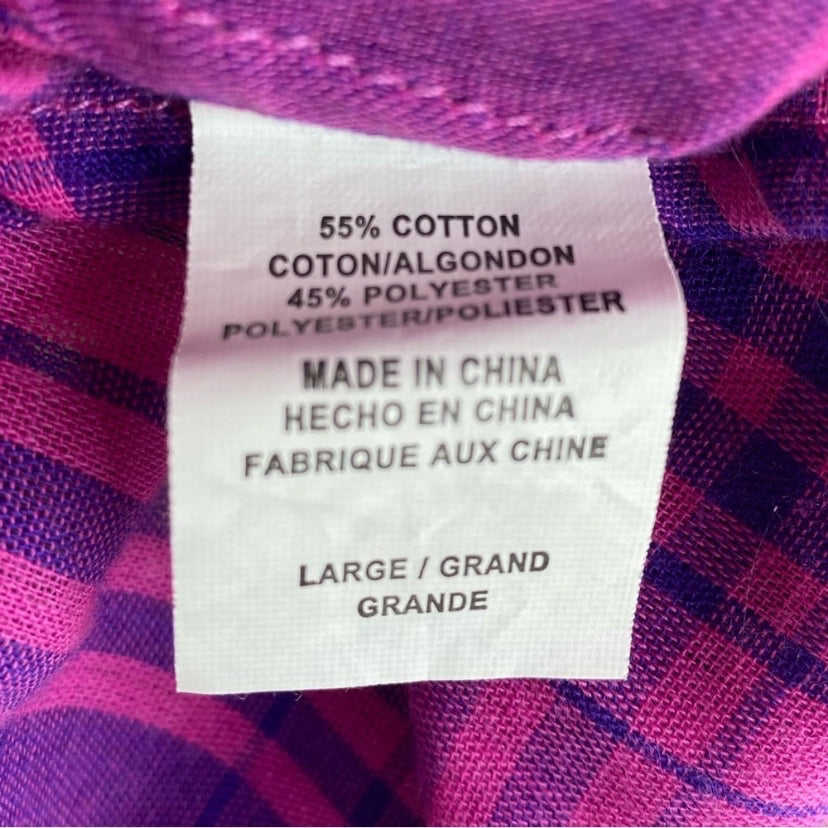 55% COTTON
COTON/ALGONDON
45% POLYESTER
POLYESTER/POLIESTER
MADE IN CHINA
HECHO EN CHINA
FABRIQUE AUX CHINE
LARGE / GRAND
GRANDE